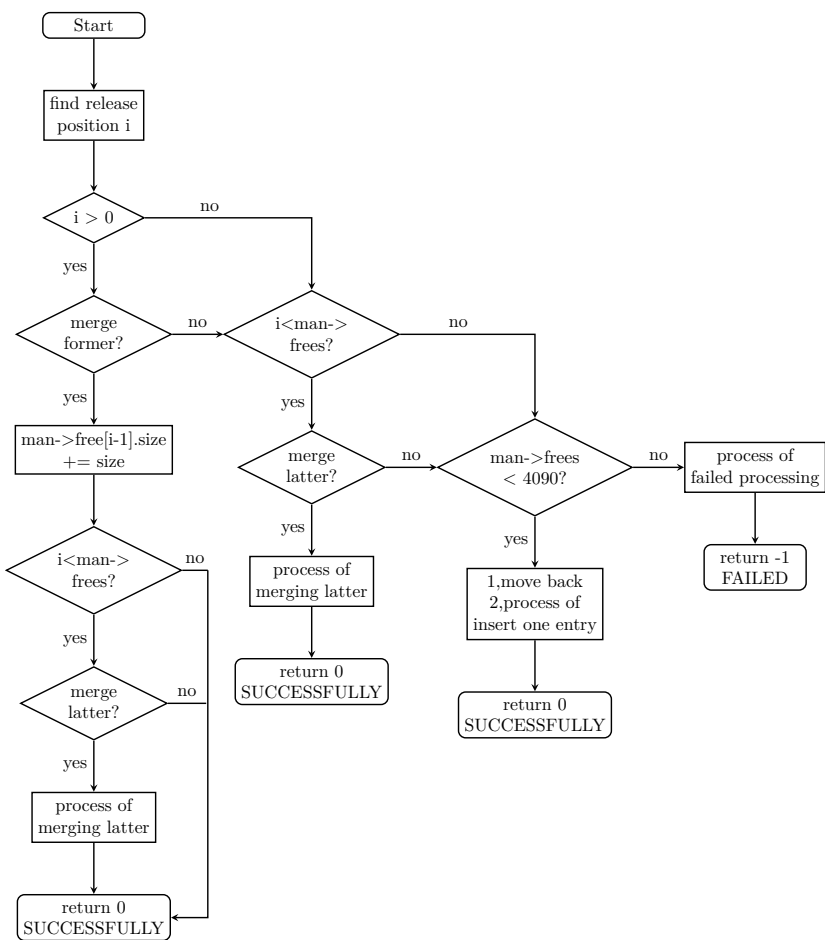 Start
find release
position i
i > 0
no
yes
merge
former?
no
i<man->
frees?
no
yes
yes
man->free[i-1].size
+= size
merge
latter?
no
man->frees
< 4090?
no
process of
failed processing
i<man->
frees?
no
yes
yes
process of
merging latter
1,move back
2,process of
insert one entry
return -1
FAILED
yes
merge
latter?
no
return 0
SUCCESSFULLY
return 0
SUCCESSFULLY
yes
process of
merging latter
return 0
SUCCESSFULLY